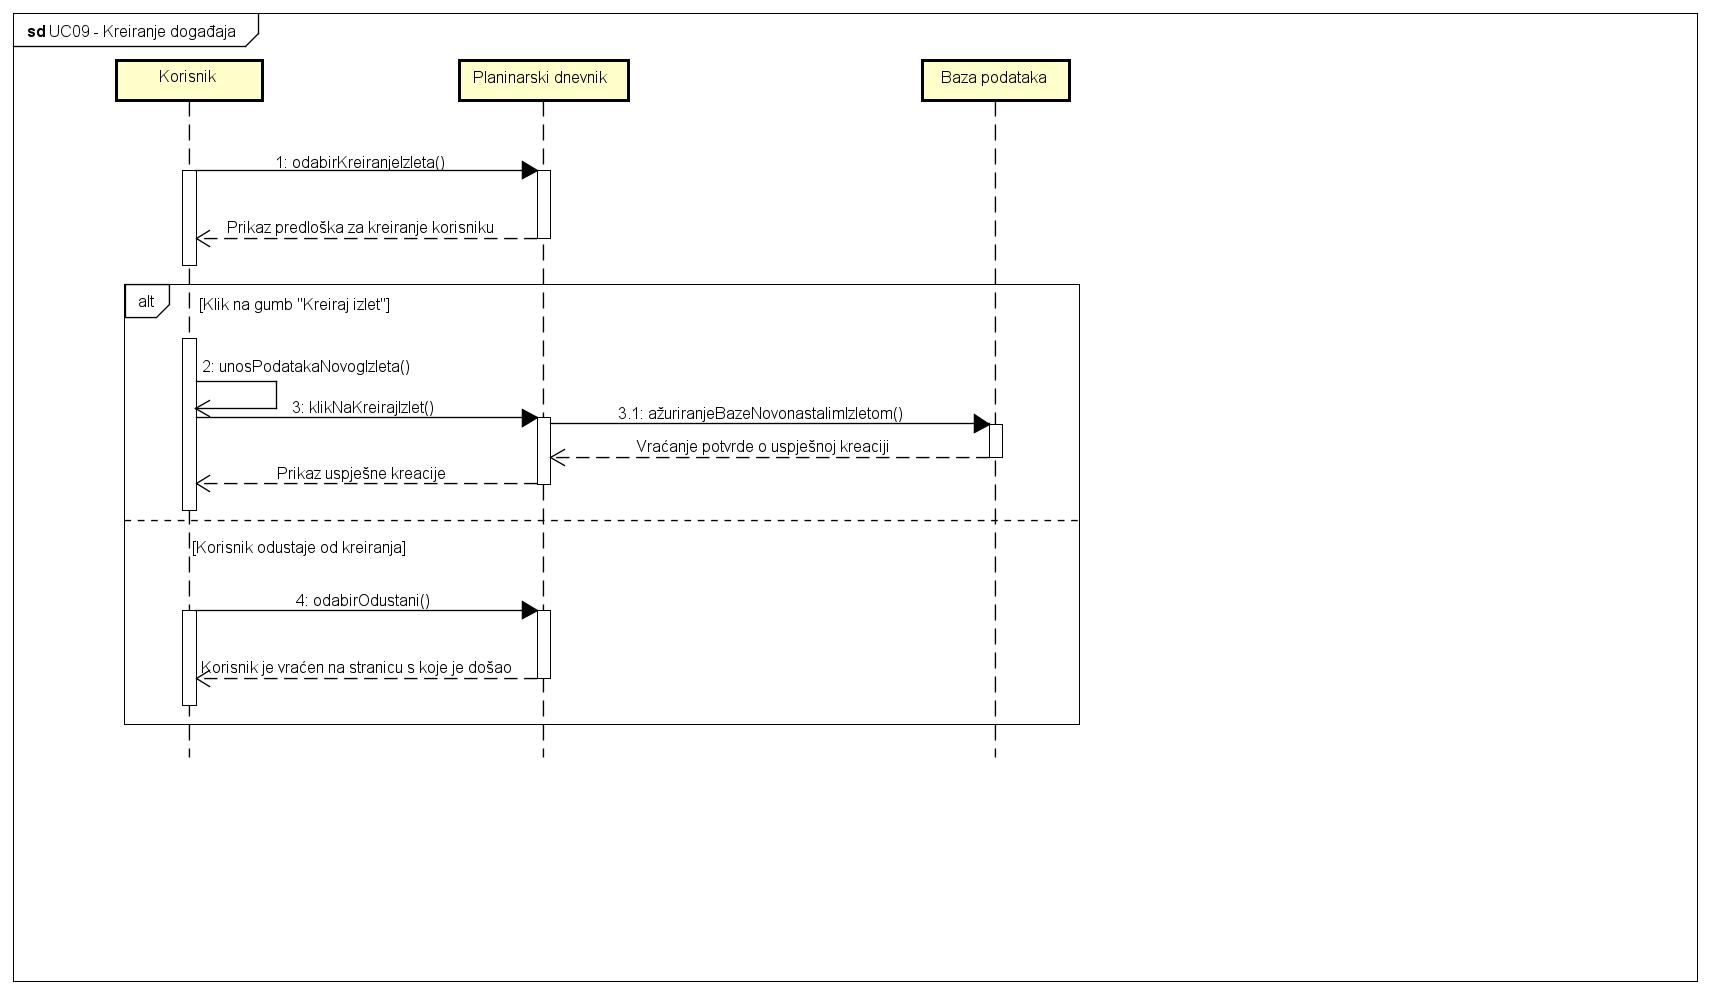 sd UC09 - Kreiranje događaja
Korisnik
Planinarski dnevnik
Baza podataka
1: odabirKreiranjeIzleta()
Prikaz predloška za kreiranje korisniku
alt
[Klik na gumb "Kreiraj izlet"]
2: unosPodatakaNovogIzleta()
3: klikNaKreirajIzlet()
3.1: ažuriranjeBazeNovonastalimIzletom()
Vraćanje potvrde o uspješnoj kreaciji
Prikaz uspješne kreacije
[Korisnik odustaje od kreiranja]
4: odabirOdustani()
Korisnik je vraćen na stranicu s koje je došao